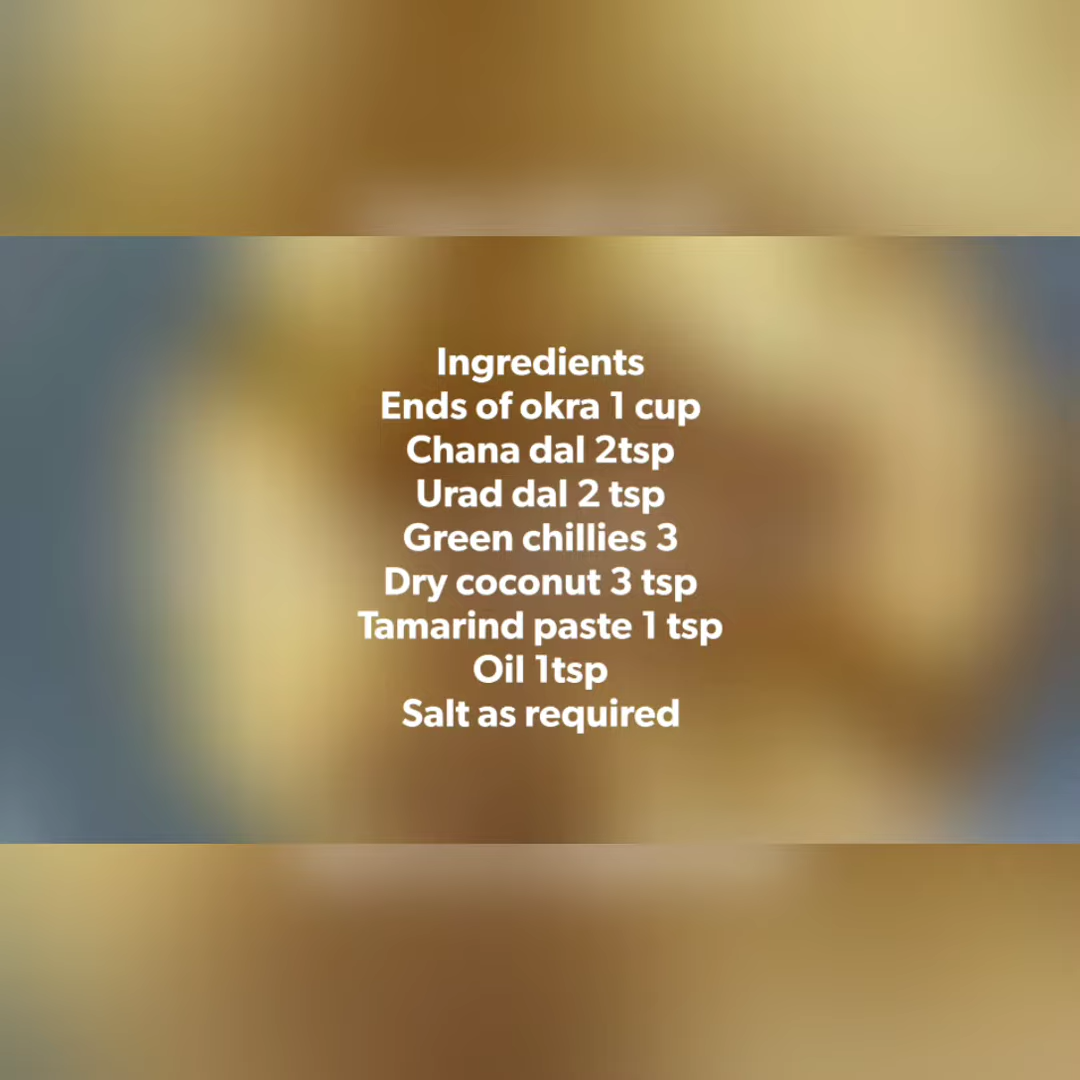 Ingredients
Ends of okra 1 cup
Chana dal 2tsp
Urad dal 2 tsp
Green chillies 3
Dry coconut 3 tsp
Tamarind paste 1 tsp
Oil 1tsp
Salt as required